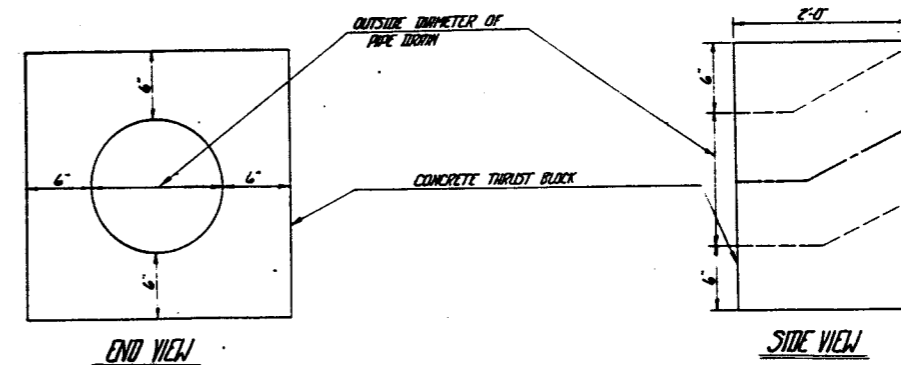 OUTSIDE DIAMETER OF
PIPE DRAIN
2'-0"
6"
6"
6"
6"
6"
6"
CONCRETE THRUST BLOCK
END VIEW
SIDE VIEW